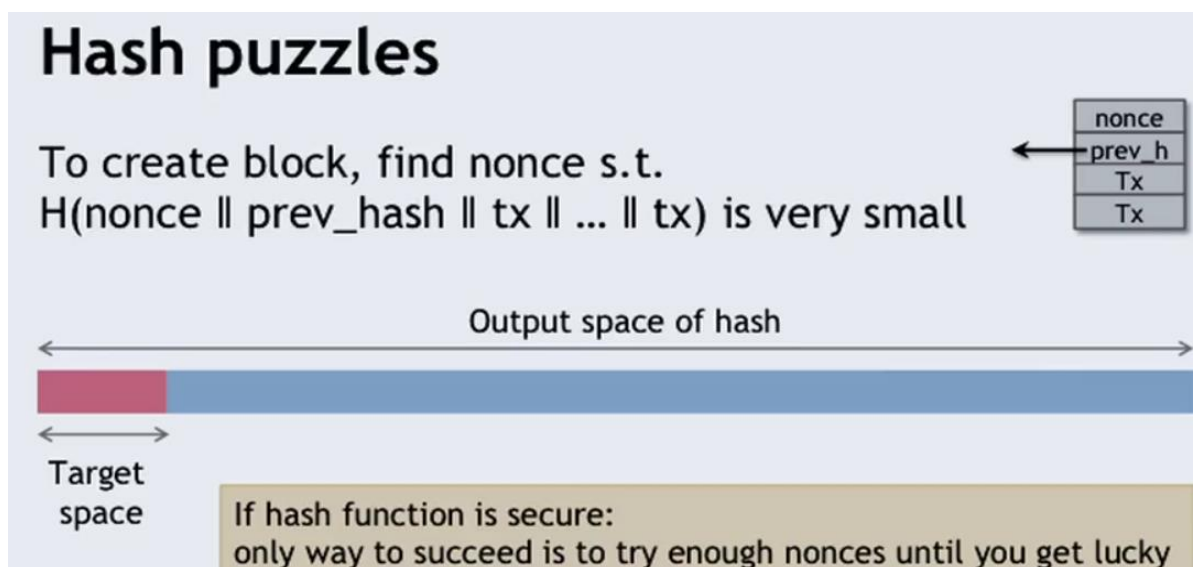 Hash puzzles
nonce
prev_h
Tx
Tx
To create block, find nonce s.t.
H(nonce ǁ prev_hash ǁ tx ǁ ... ǁ tx) is very small
Output space of hash
Target
space
If hash function is secure:
only way to succeed is to try enough nonces until you get lucky